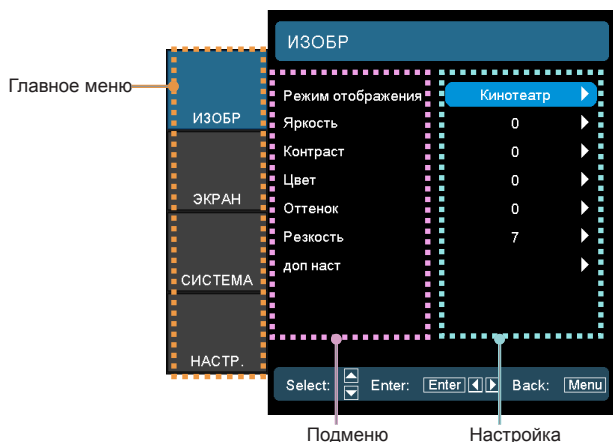 ИЗОБР
Главное меню
ИЗОБР
ЭКРАН
СИСТЕМА
НАСТР.
Режим отображения Кинотеатр
Яркость 0
Контраст 0
Цвет 0
Оттенок 0
Резкость 7
доп наст
Select: Enter: Enter Back: Menu
Подменю Настройка